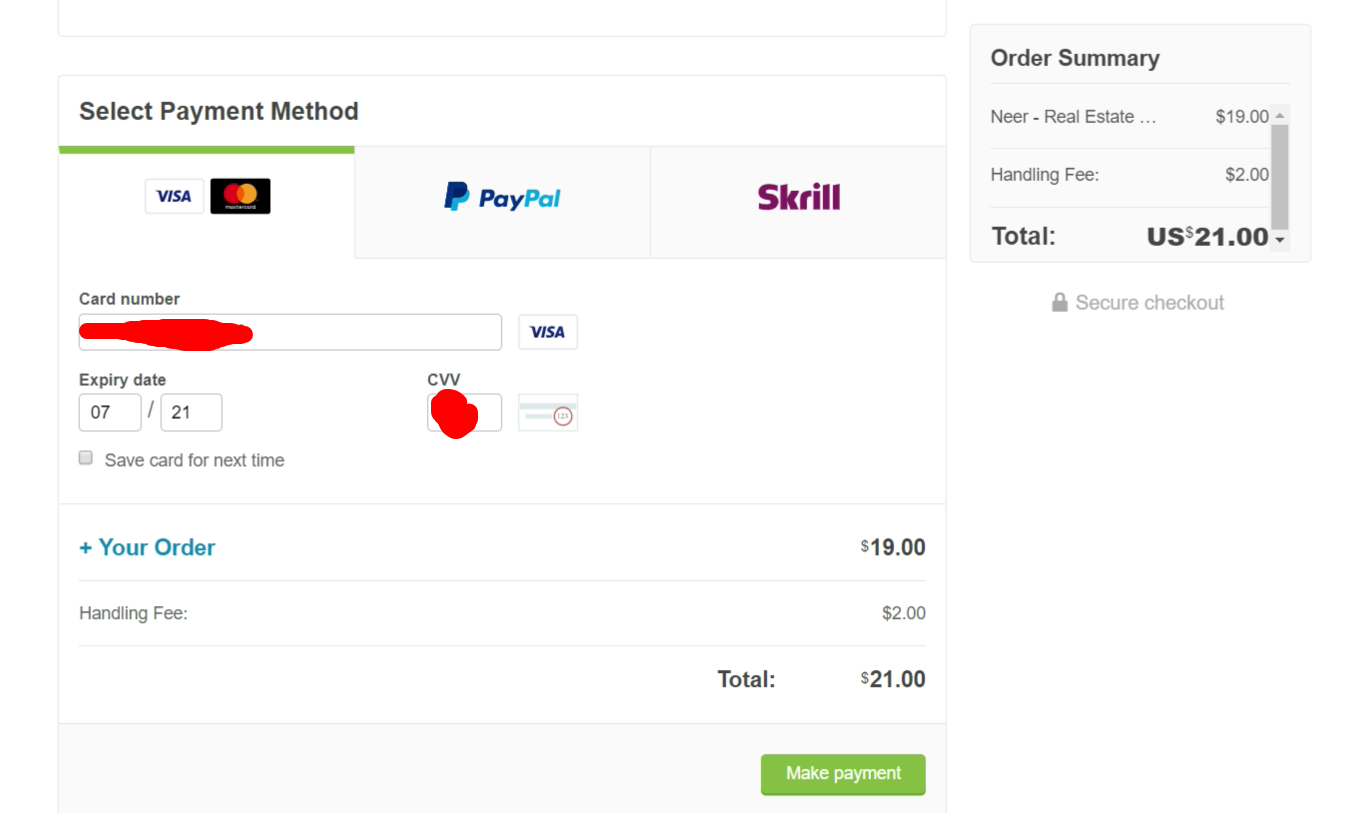 Select Payment Method
VISA mastercard
PayPal
Skrill
Card number
VISA
Expiry date
07 / 21
CVV
123
Save card for next time
+ Your Order $19.00
Handling Fee: $2.00
Total: $21.00
Make payment
Order Summary
Neer - Real Estate ... $19.00
Handling Fee: $2.00
Total: US$21.00
Secure checkout